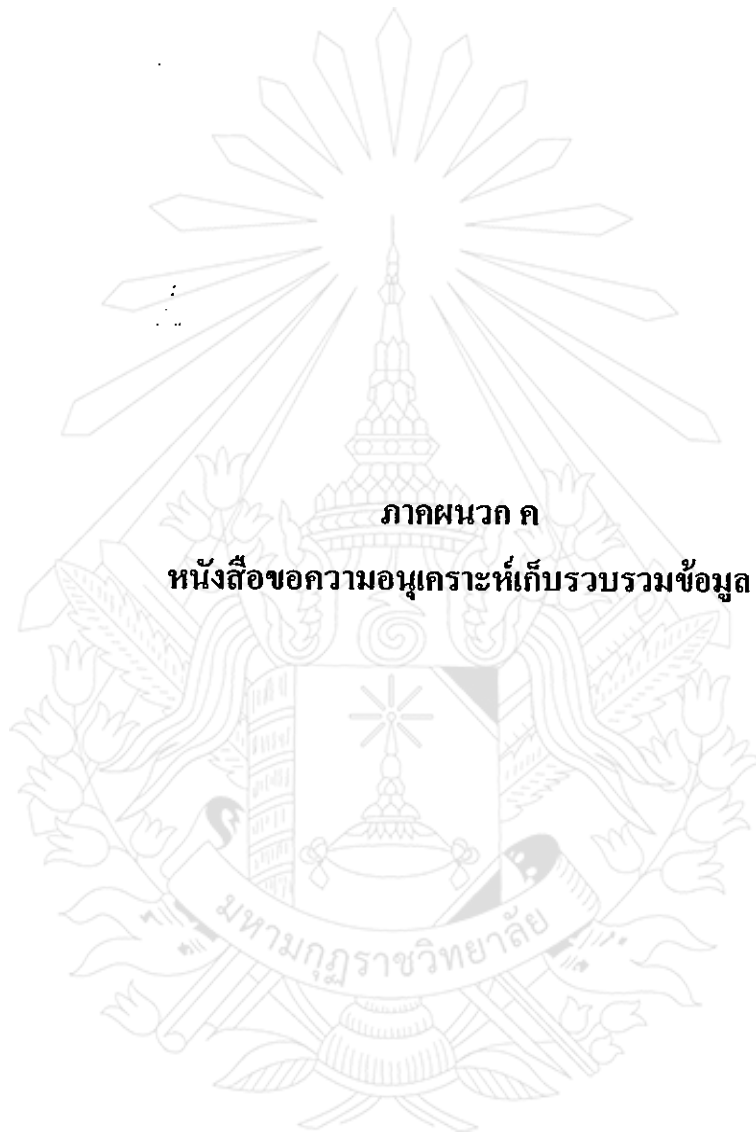 ภาคผนวก ค
หนังสือขอความอนุเคราะห์เก็บรวบรวมข้อมูล
มหามกุฏราชวิทยาลัย